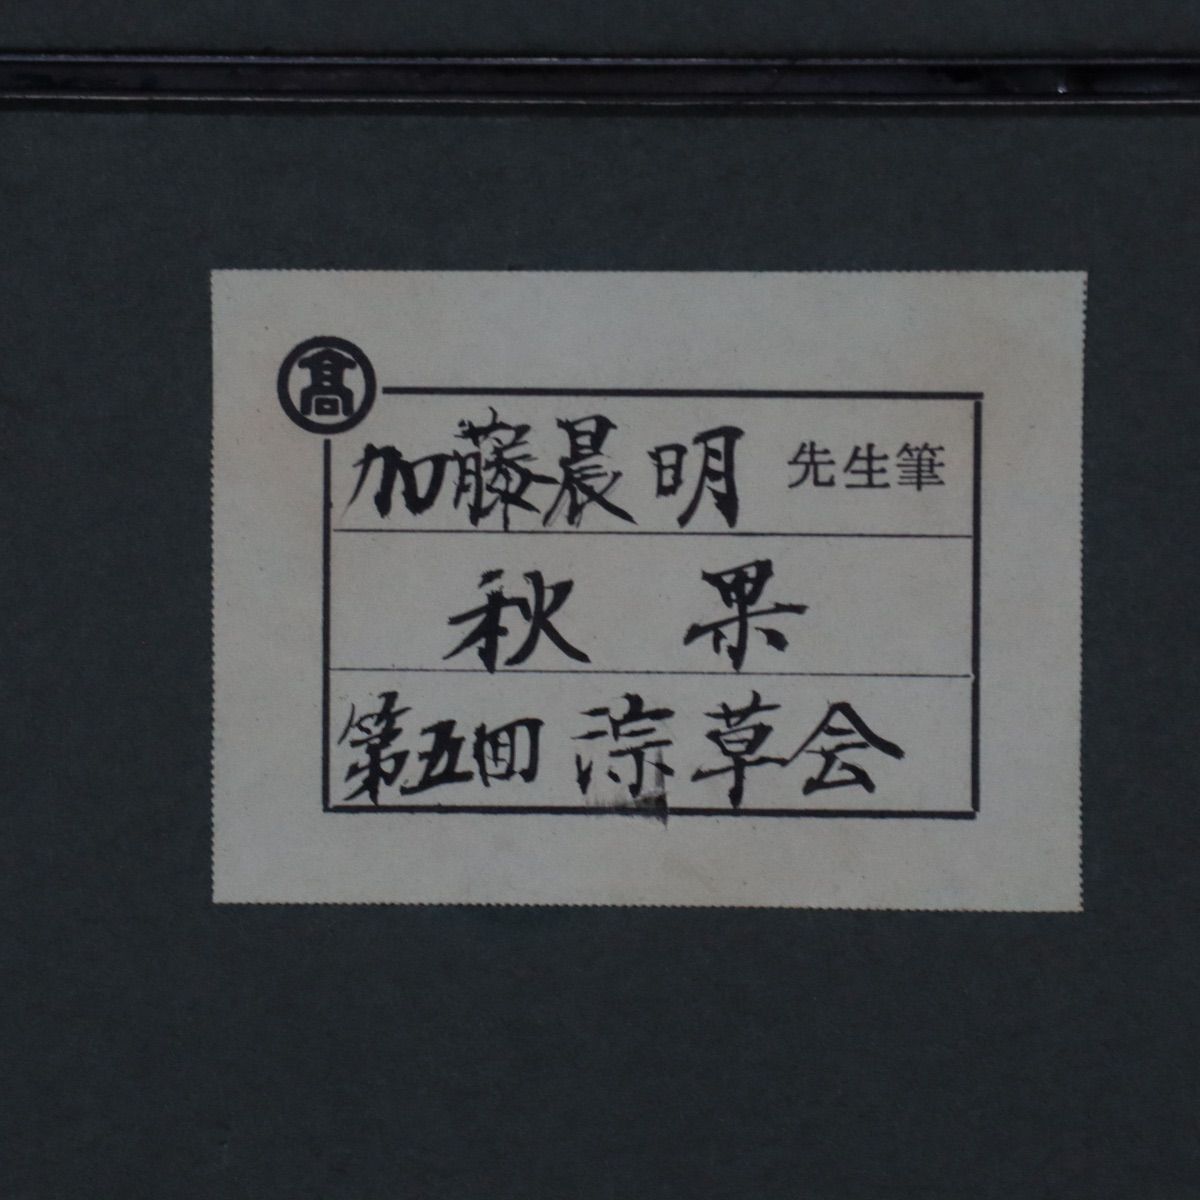 髙
加藤晨明 先生筆
秋果
第五回 淙草会